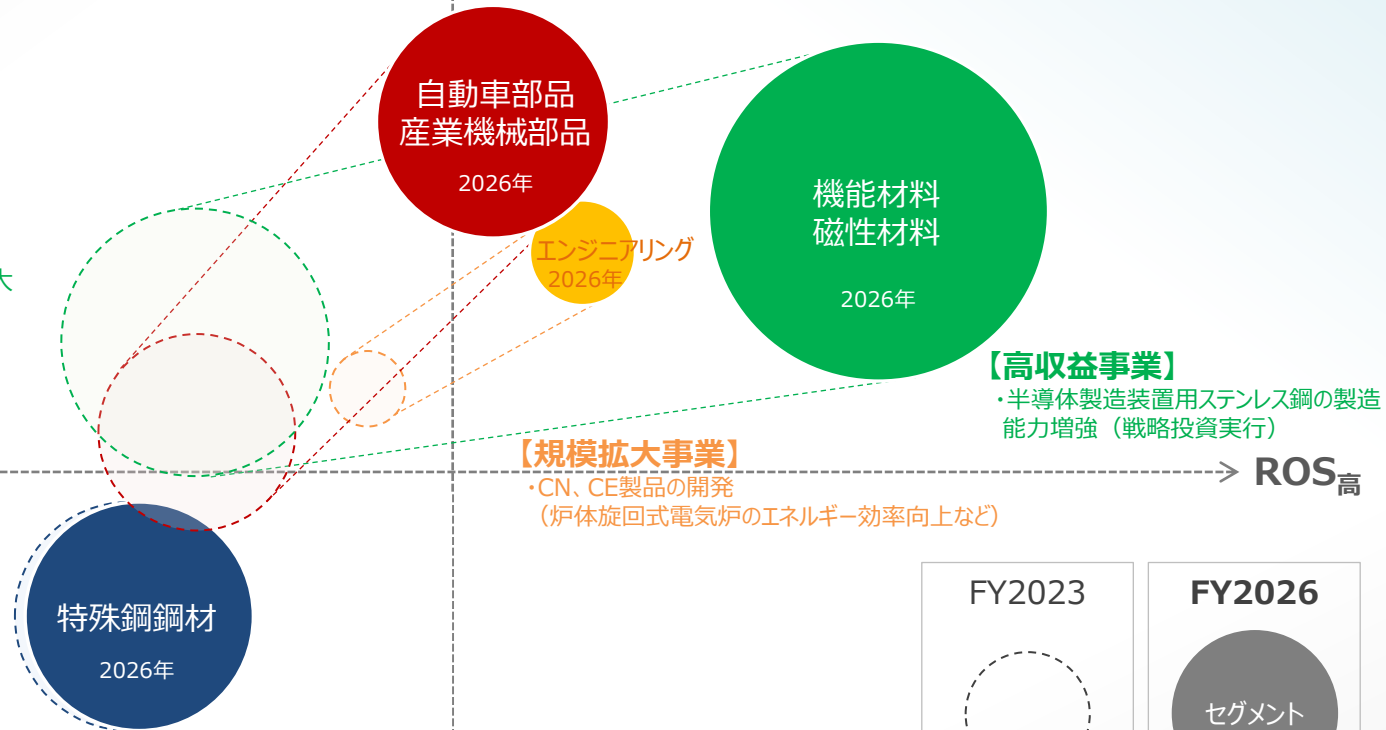 自動車部品
産業機械部品
2026年
機能材料
磁性材料
2026年
エンジニアリング
2026年
大
【高収益事業】
・半導体製造装置用ステンレス鋼の製造
能力増強（戦略投資実行）
【規模拡大事業】
・CN、CE製品の開発
（炉体旋回式電気炉のエネルギー効率向上など）
ROS高
特殊鋼鋼材
2026年
FY2023
FY2026
セグメント